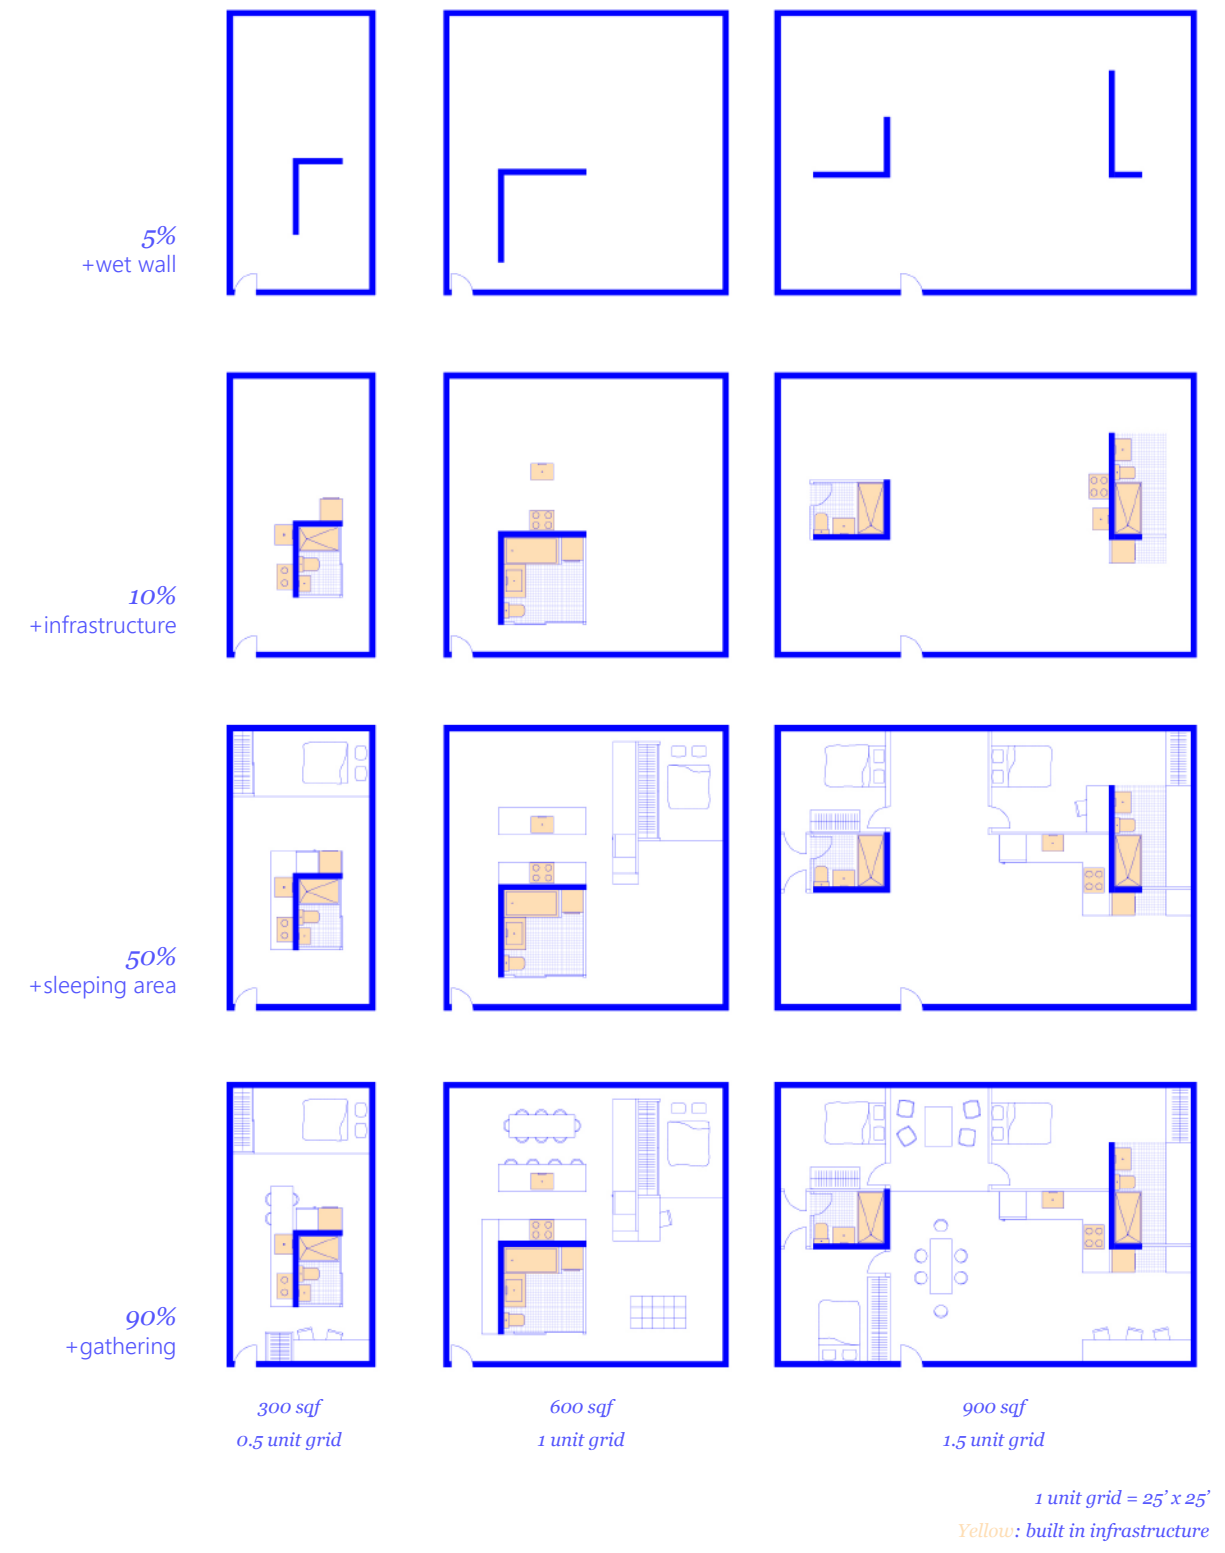 5%
+wet wall
10%
+infrastructure
50%
+sleeping area
90%
+gathering
300 sqf
0.5 unit grid
600 sqf
1 unit grid
900 sqf
1.5 unit grid
1 unit grid = 25’ x 25’
Yellow: built in infrastructure